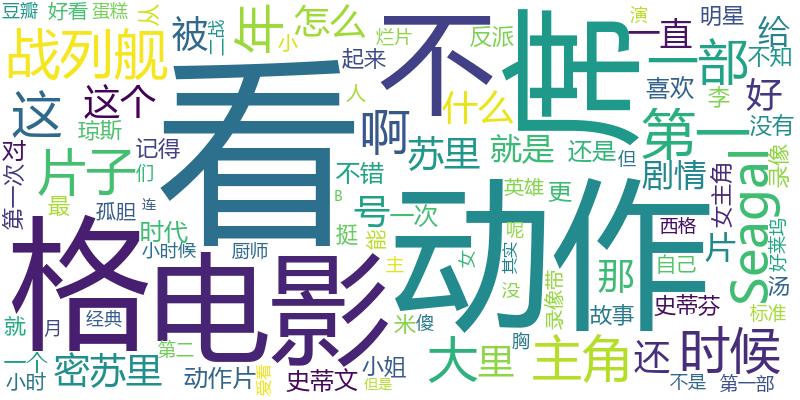 豆瓣 好看 蛋糕 从 年 怎么 烂片 不 西 反派 演 一直 明星 给
战列舰 被 一张 小 起来 一部 不知
这 这个 看 人 什么 喜欢 李 好
琼斯 啊 苏里 就是 还是 但 第一 没有
第一次 对 片子 记得 们 不错 英雄 更 剧情 录像
最 孤胆 连 号 一次 B 动作 女主角 Seagal
时代 挺 能 呢 片 西格 好莱坞
格 小时候 厨师 电影 主 女 其实 录像带 那 自己 汤
就 月 经典 米 傻 没 故事 史蒂芬 标准
一个 密苏里 第二 小姐 大 里 主角 胸 还 时候
小时 动作片 爱看 史蒂文 但是 不是 第一部